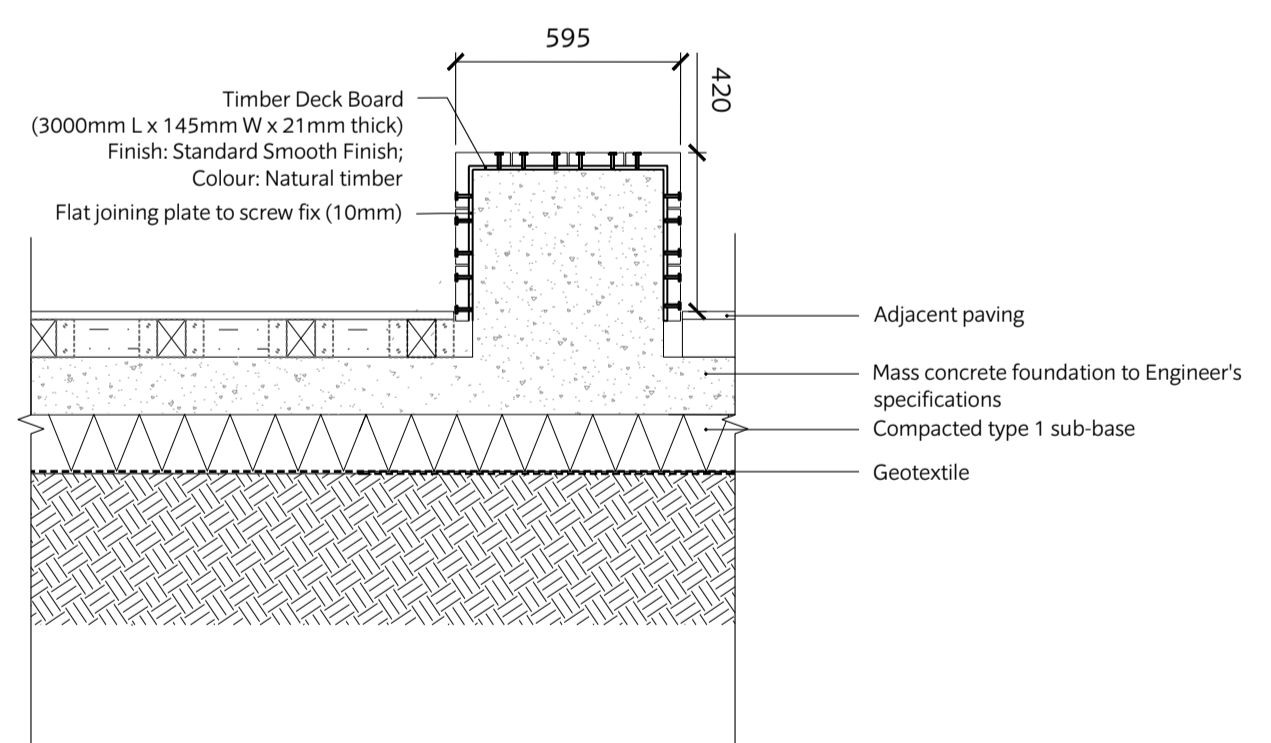 595
420
Timber Deck Board
(3000mm L x 145mm W x 21mm thick)
Finish: Standard Smooth Finish;
Colour: Natural timber
Flat joining plate to screw fix (10mm)
Adjacent paving
Mass concrete foundation to Engineer's
specifications
Compacted type 1 sub-base
Geotextile